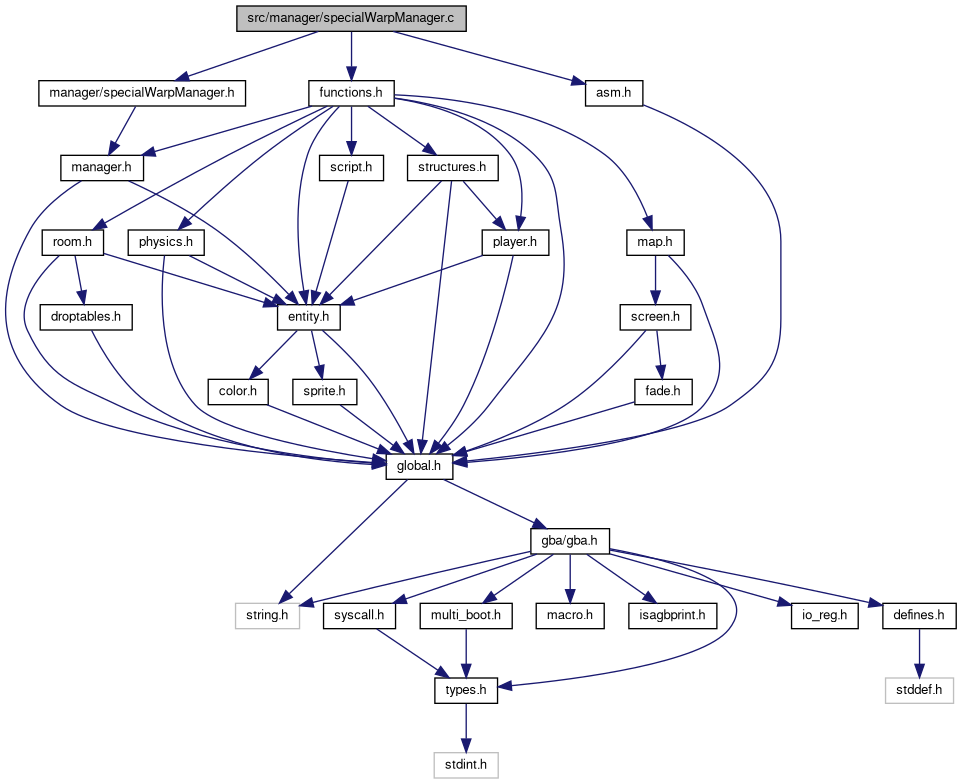 src/manager/specialWarpManager.c
manager/specialWarpManager.h
functions.h
asm.h
manager.h
script.h
structures.h
room.h
physics.h
player.h
map.h
droptables.h
entity.h
screen.h
color.h
sprite.h
fade.h
global.h
gba/gba.h
string.h
syscall.h
multi_boot.h
macro.h
isagbprint.h
io_reg.h
defines.h
types.h
stddef.h
stdint.h